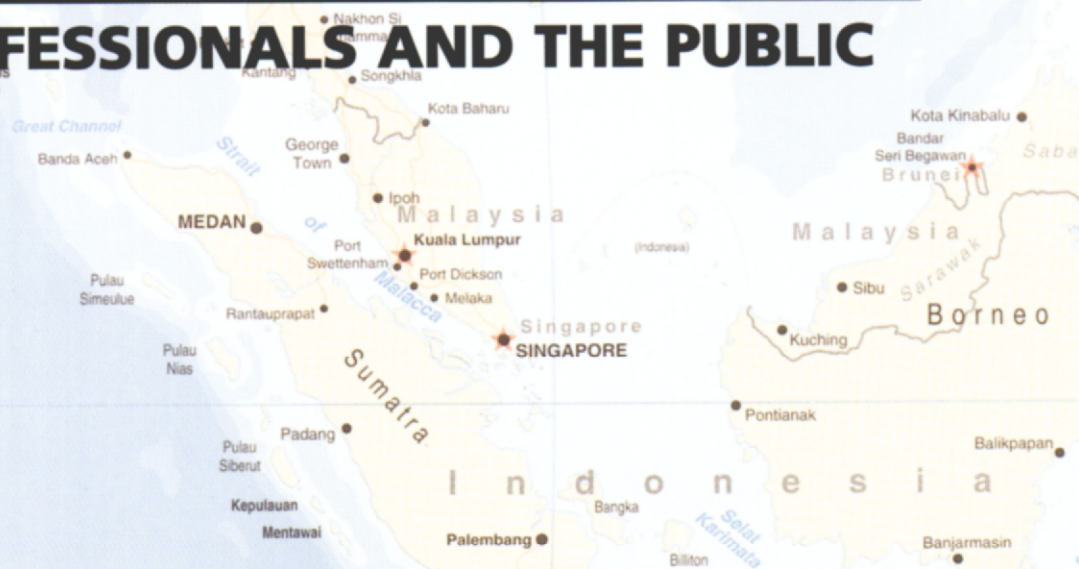 Nakhon Si
FESSIONALS AND THE PUBLIC
Kantang
Songkhla
Kota Baharu
Great Channel
Kota Kinabalu
Bandar
Seri Begawan
Brunei
Saba
Banda Aceh
George
Town
Strait
of
Malacca
Ipoh
Malaysia
MEDAN
Kuala Lumpur
Port
Swettenham
Port Dickson
Melaka
(Indonesia)
Malaysia
Sarawak
Sibu
Borneo
Pulau
Simeulue
Rantauprapat
Singapore
SINGAPORE
Kuching
Pulau
Nias
Sumatra
Pontianak
Padang
Pulau
Siberut
Balikpapan
Indonesia
Kepulauan
Mentawai
Bangka
Selat
Karimata
Palembang
Billiton
Banjarmasin